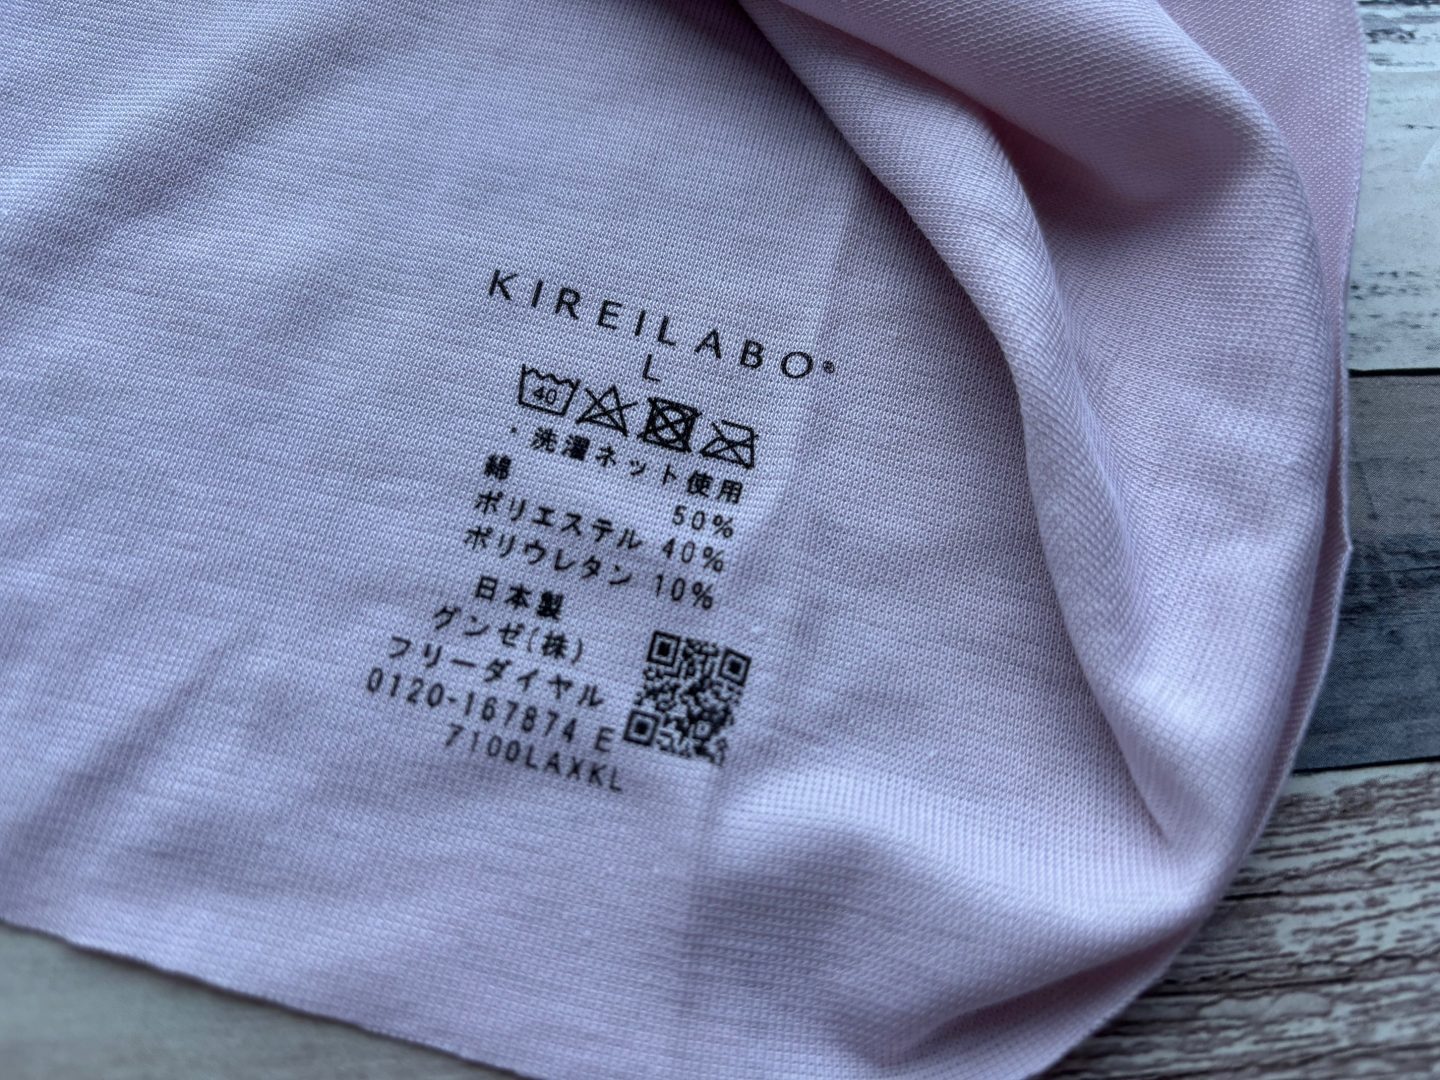 KIREILABO®
L
40
・洗濯ネット使用
綿 50%
ポリエステル 40%
ポリウレタン 10%
日本製
グンゼ(株)
フリーダイヤル
0120-167874 E
7100LAXKL